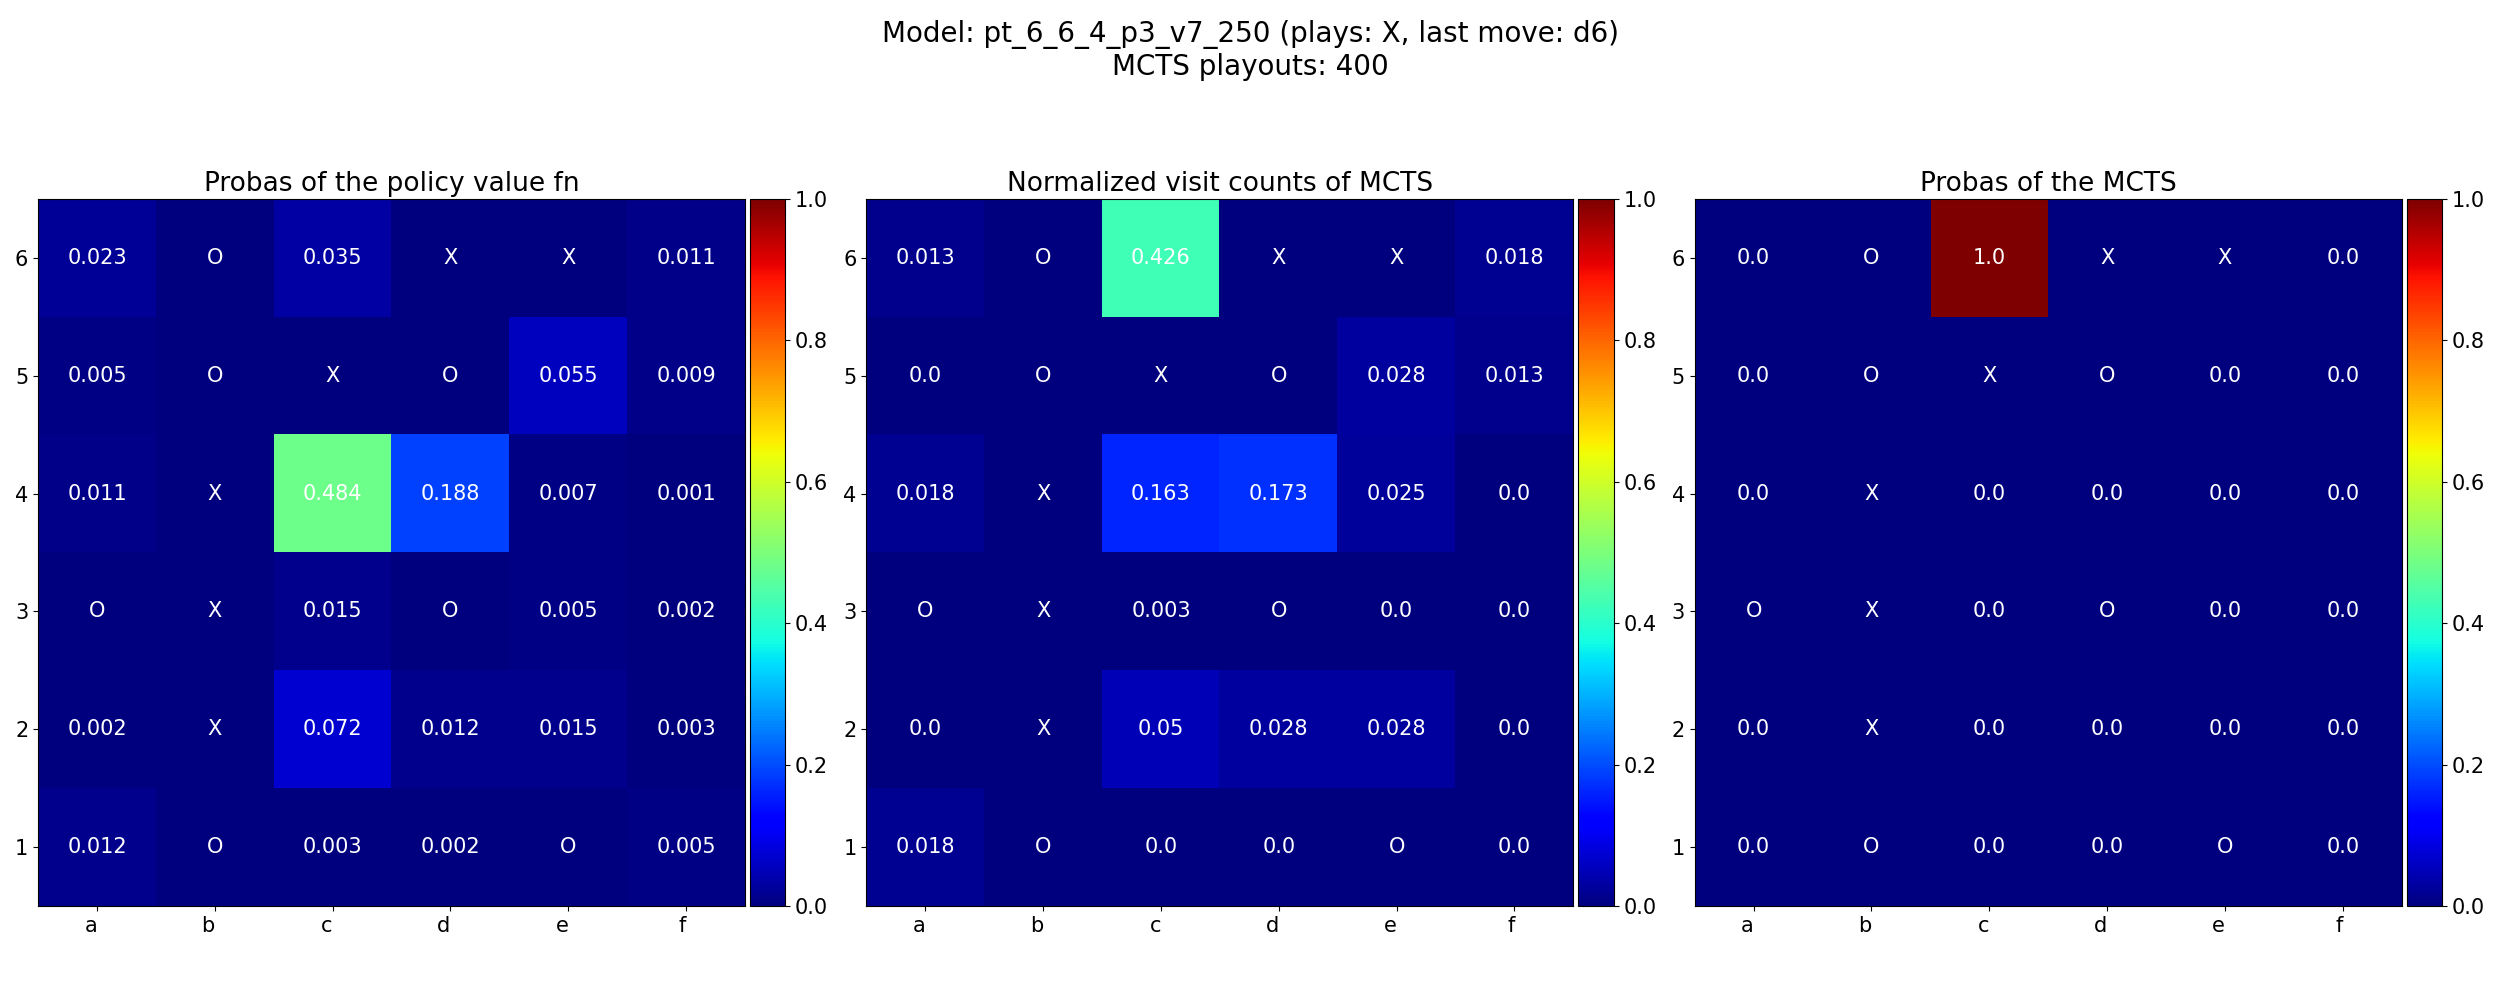 Model: pt_6_6_4_p3_v7_250 (plays: X, last move: d6)
MCTS playouts: 400
Probas of the policy value fn
6 0.023 O 0.035 X X 0.011
5 0.005 O X O 0.055 0.009
4 0.011 X 0.484 0.188 0.007 0.001
3 O X 0.015 O 0.005 0.002
2 0.002 X 0.072 0.012 0.015 0.003
1 0.012 O 0.003 0.002 O 0.005
a b c d e f
1.0
0.8
0.6
0.4
0.2
0.0
Normalized visit counts of MCTS
6 0.013 O 0.426 X X 0.018
5 0.0 O X O 0.028 0.013
4 0.018 X 0.163 0.173 0.025 0.0
3 O X 0.003 O 0.0 0.0
2 0.0 X 0.05 0.028 0.028 0.0
1 0.018 O 0.0 0.0 O 0.0
a b c d e f
1.0
0.8
0.6
0.4
0.2
0.0
Probas of the MCTS
6 0.0 O 1.0 X X 0.0
5 0.0 O X O 0.0 0.0
4 0.0 X 0.0 0.0 0.0 0.0
3 O X 0.0 O 0.0 0.0
2 0.0 X 0.0 0.0 0.0 0.0
1 0.0 O 0.0 0.0 O 0.0
a b c d e f
1.0
0.8
0.6
0.4
0.2
0.0